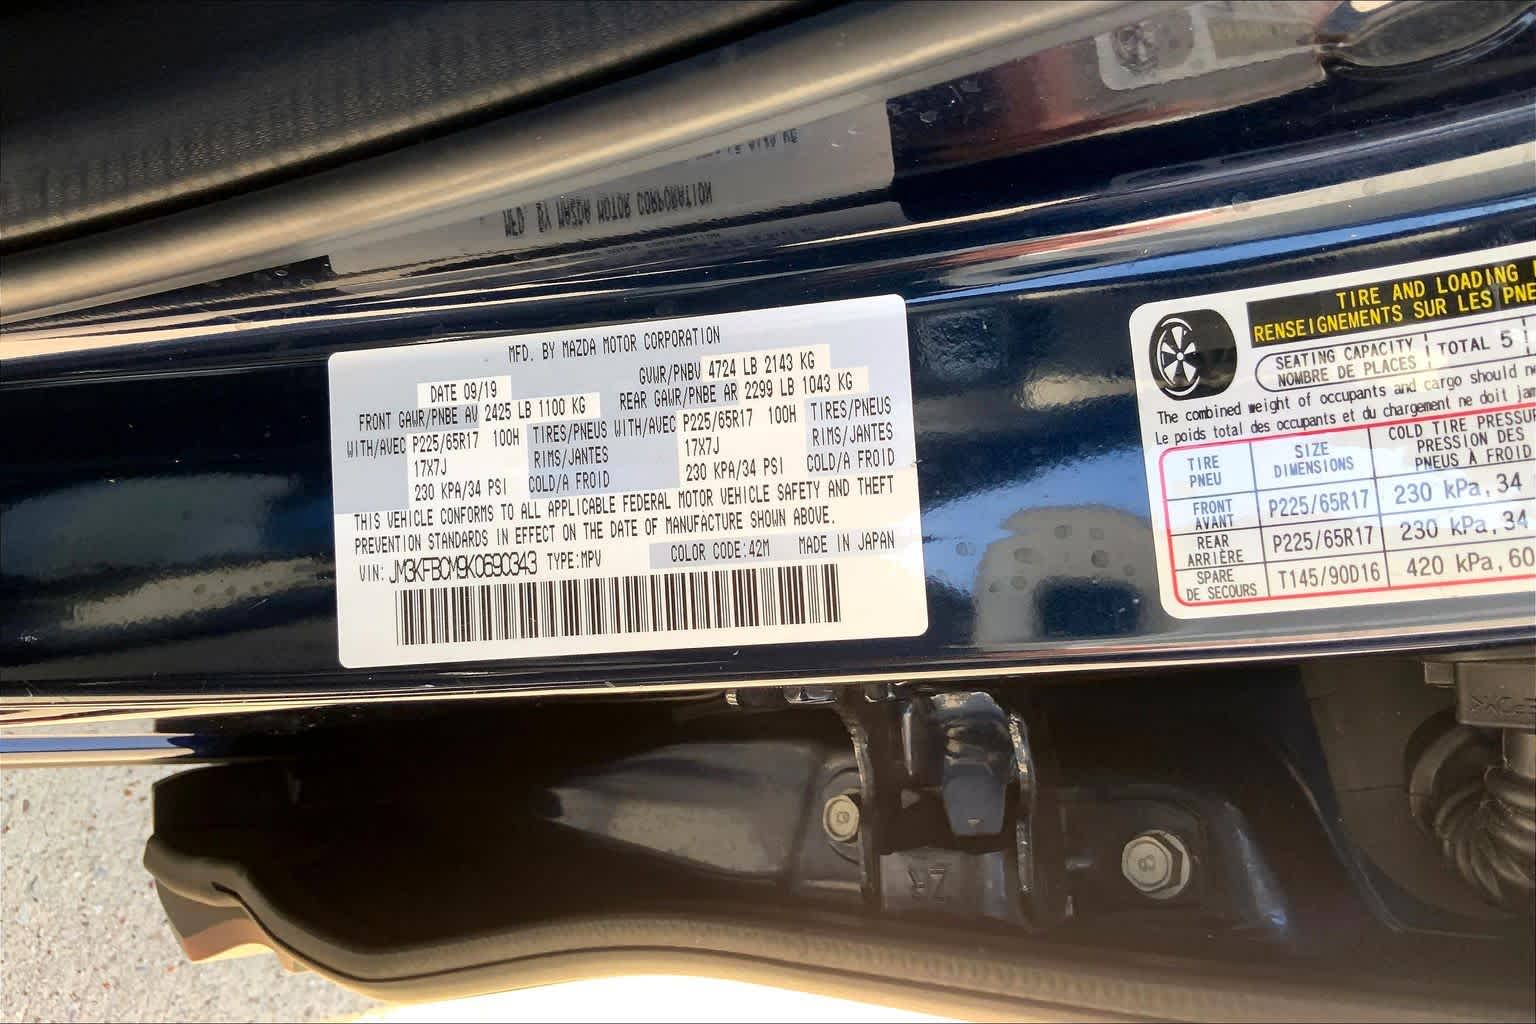 MFD. BY MAZDA MOTOR CORPORATION
DATE 09/19 GVWR/PNBV 4724 LB 2143 KG
FRONT GAWR/PNBE AV 2425 LB 1100 KG REAR GAWR/PNBE AR 2299 LB 1043 KG
WITH/AVEC P225/65R17 100H TIRES/PNEUS WITH/AVEC P225/65R17 100H TIRES/PNEUS
17X7J RIMS/JANTES 17X7J RIMS/JANTES
230 KPA/34 PSI COLD/A FROID 230 KPA/34 PSI COLD/A FROID
THIS VEHICLE CONFORMS TO ALL APPLICABLE FEDERAL MOTOR VEHICLE SAFETY AND THEFT
PREVENTION STANDARDS IN EFFECT ON THE DATE OF MANUFACTURE SHOWN ABOVE.
COLOR CODE:42M MADE IN JAPAN
VIN: JM3KFBCM9K0690343 TYPE:MPV
TIRE AND LOADING
RENSEIGNEMENTS SUR LES PNE
SEATING CAPACITY TOTAL 5
NOMBRE DE PLACES
The combined weight of occupants and cargo should
Le poids total des occupants et du chargement ne doit
TIRE PNEU SIZE DIMENSIONS COLD TIRE PRESSU PRESSION DES PNEUS A FROID
FRONT AVANT P225/65R17 230 kPa, 34
REAR ARRIÈRE P225/65R17 230 kPa, 34
SPARE DE SECOURS T145/90D16 420 kPa, 60